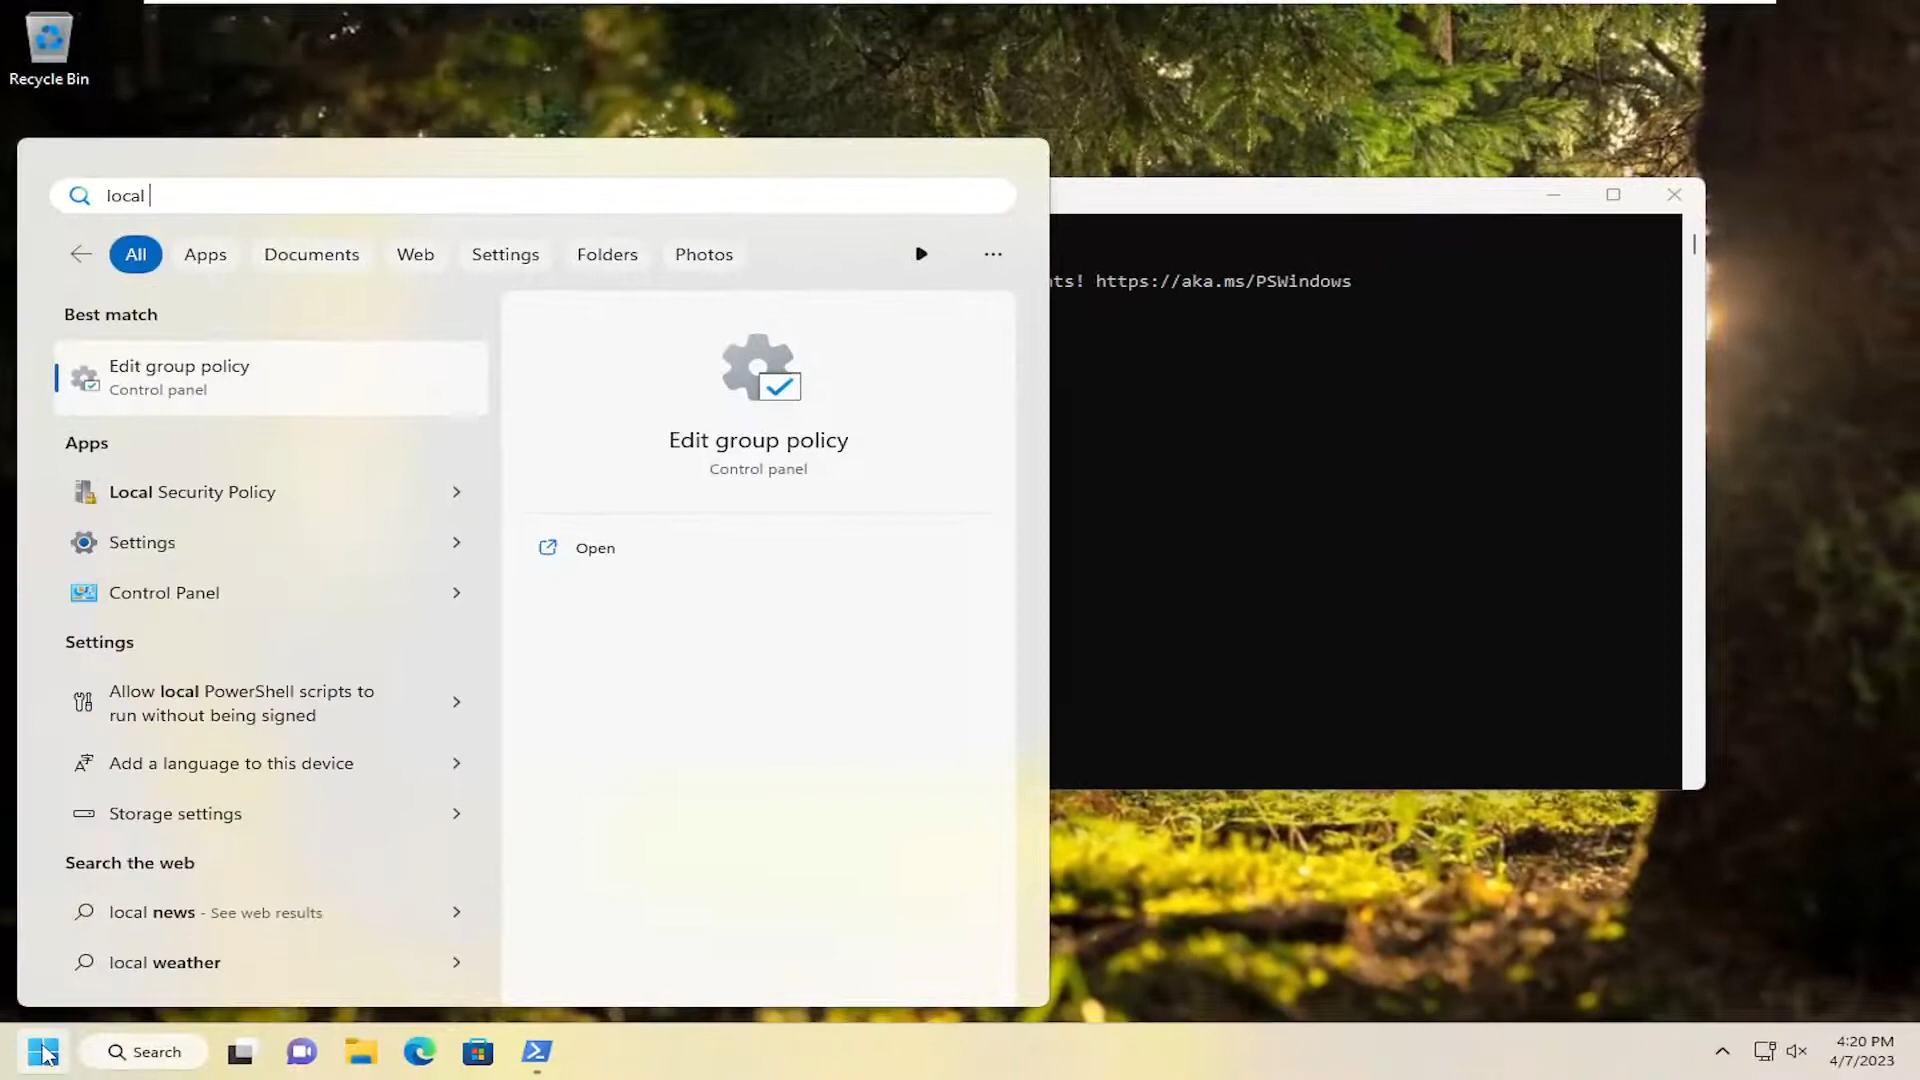 Recycle Bin
local
All
Apps
Documents
Web
Settings
Folders
Photos
Best match
Edit group policy
Control panel
Apps
Local Security Policy
Settings
Control Panel
Settings
Allow local PowerShell scripts to
run without being signed
Add a language to this device
Storage settings
Search the web
local news - See web results
local weather
Edit group policy
Control panel
Open
! https://aka.ms/PSWindows
Search
4:20 PM
4/7/2023